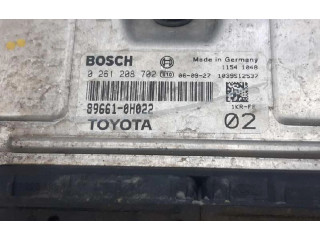 BOSCH Made in Germany
1154 1048
0 261 208 702 06-09-27 1039S12537
89661-0H022 1KR-FE
TOYOTA 02